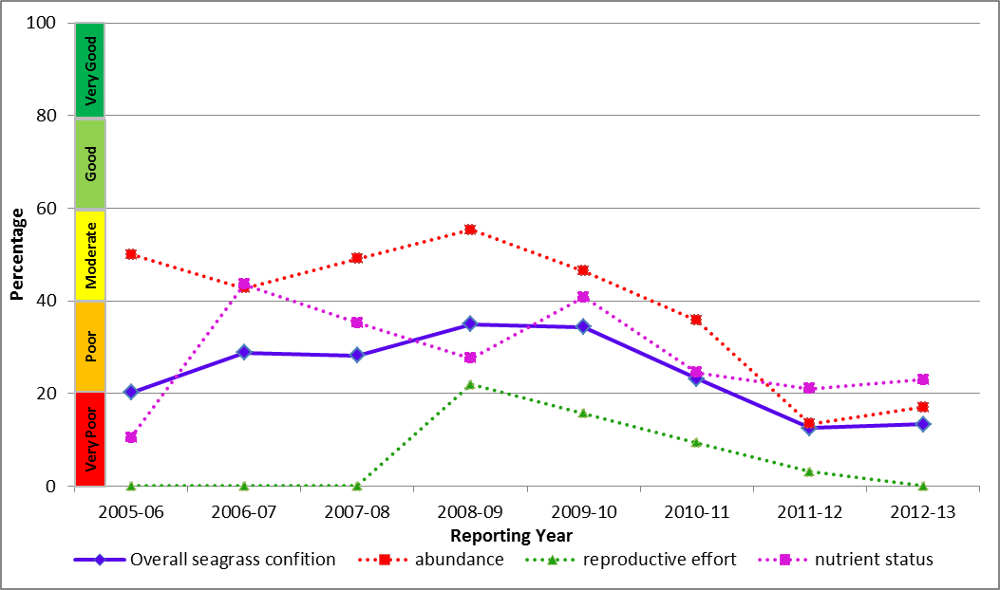 100
80
60
40
20
0
Percentage
Very Good
Good
Moderate
Poor
Very Poor
2005-06 2006-07 2007-08 2008-09 2009-10 2010-11 2011-12 2012-13
Reporting Year
Overall seagrass confition abundance reproductive effort nutrient status